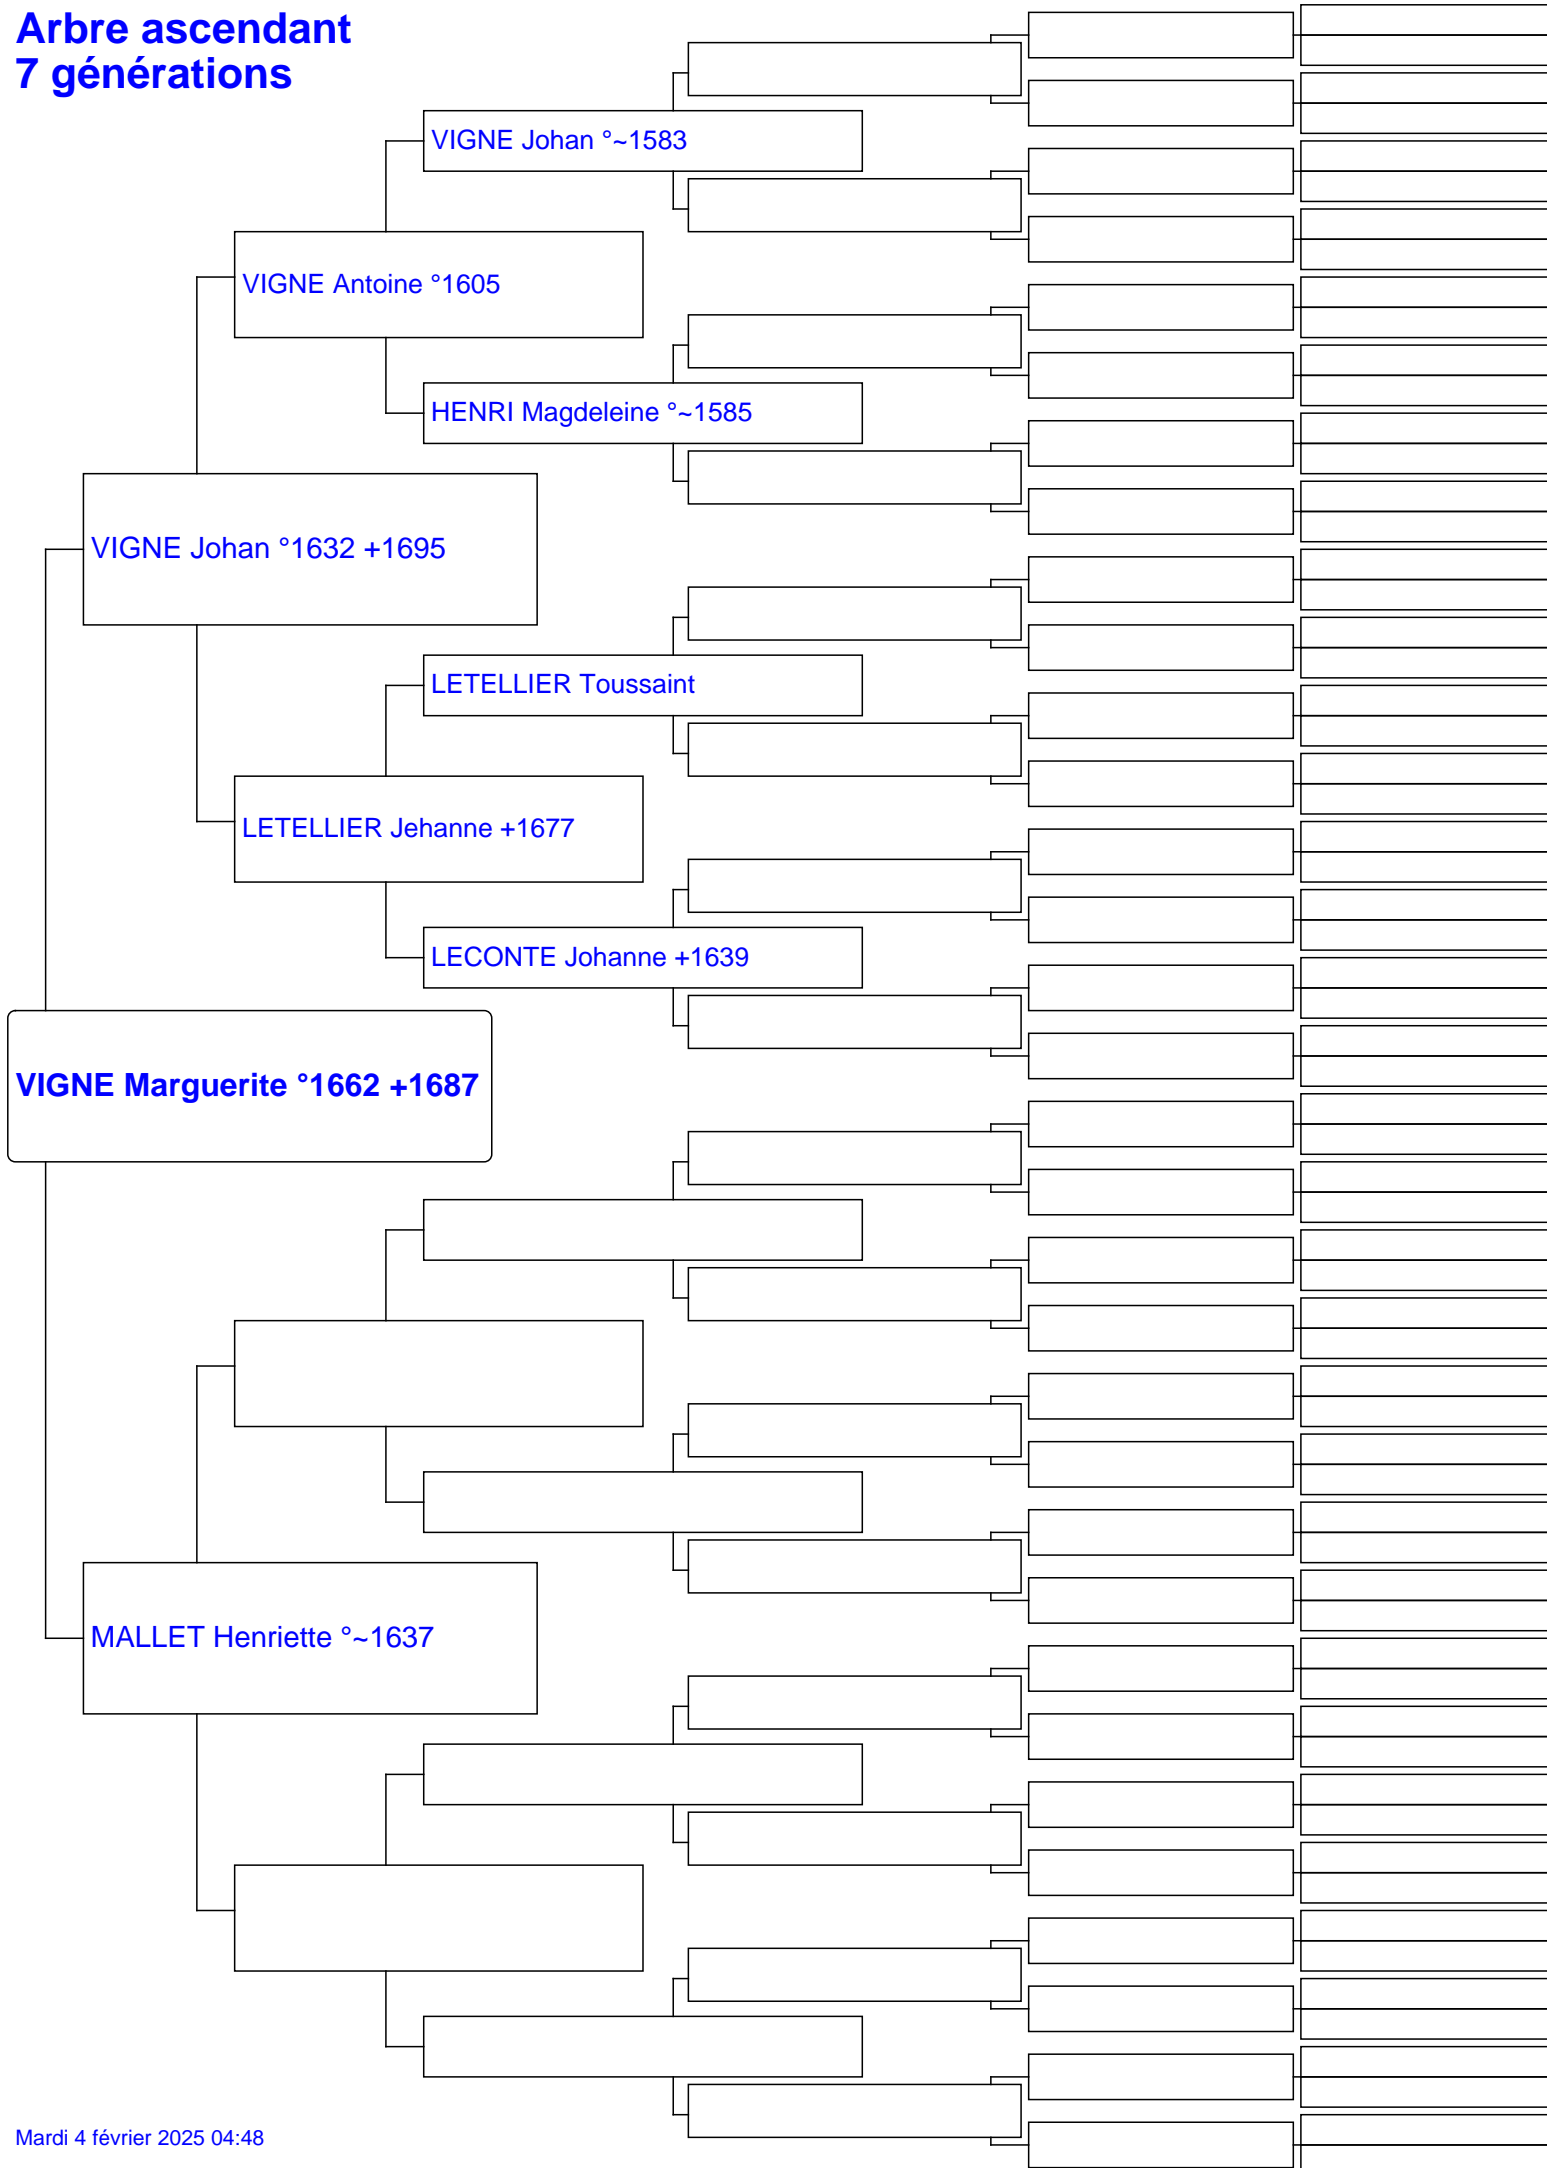 Arbre ascendant
7 générations
VIGNE Johan °~1583
VIGNE Antoine °1605
HENRI Magdeleine °~1585
VIGNE Johan °1632 +1695
LETELLIER Toussaint
LETELLIER Jehanne +1677
LECONTE Johanne +1639
VIGNE Marguerite °1662 +1687
MALLET Henriette °~1637
Mardi 4 février 2025 04:48